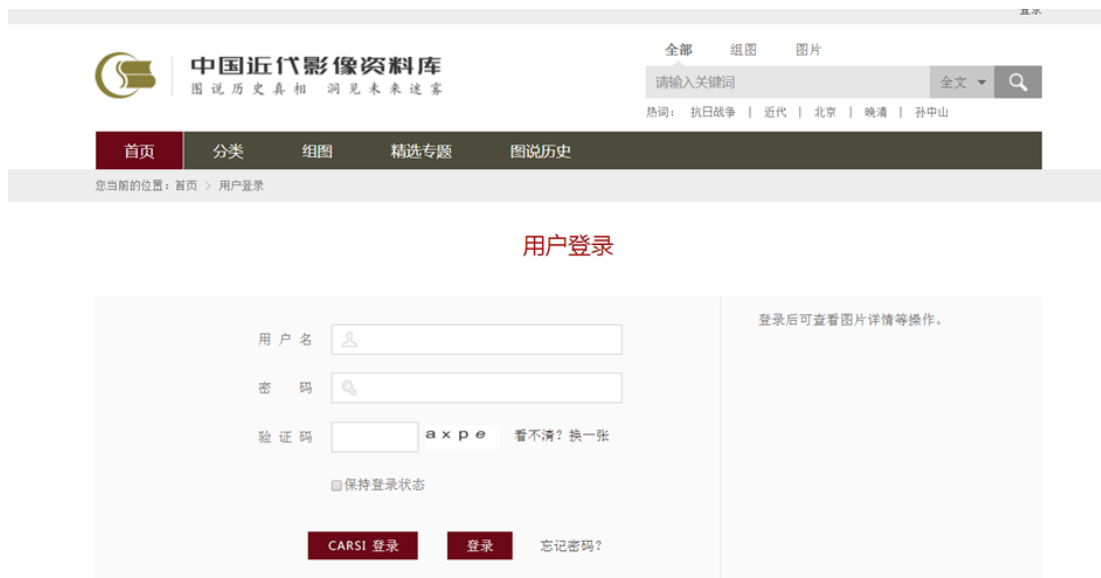 登录
全部 组图 图片
中国近代影像资料库
图说历史真相 洞见未来迷雾
请输入关键词 全文
热词： 抗日战争 | 近代 | 北京 | 晚清 | 孙中山
首页 分类 组图 精选专题 图说历史
您当前的位置：首页 > 用户登录
用户登录
登录后可查看图片详情等操作。
用户名
密码
验证码 axpe 看不清？换一张
保持登录状态
CARSI 登录 登录 忘记密码？